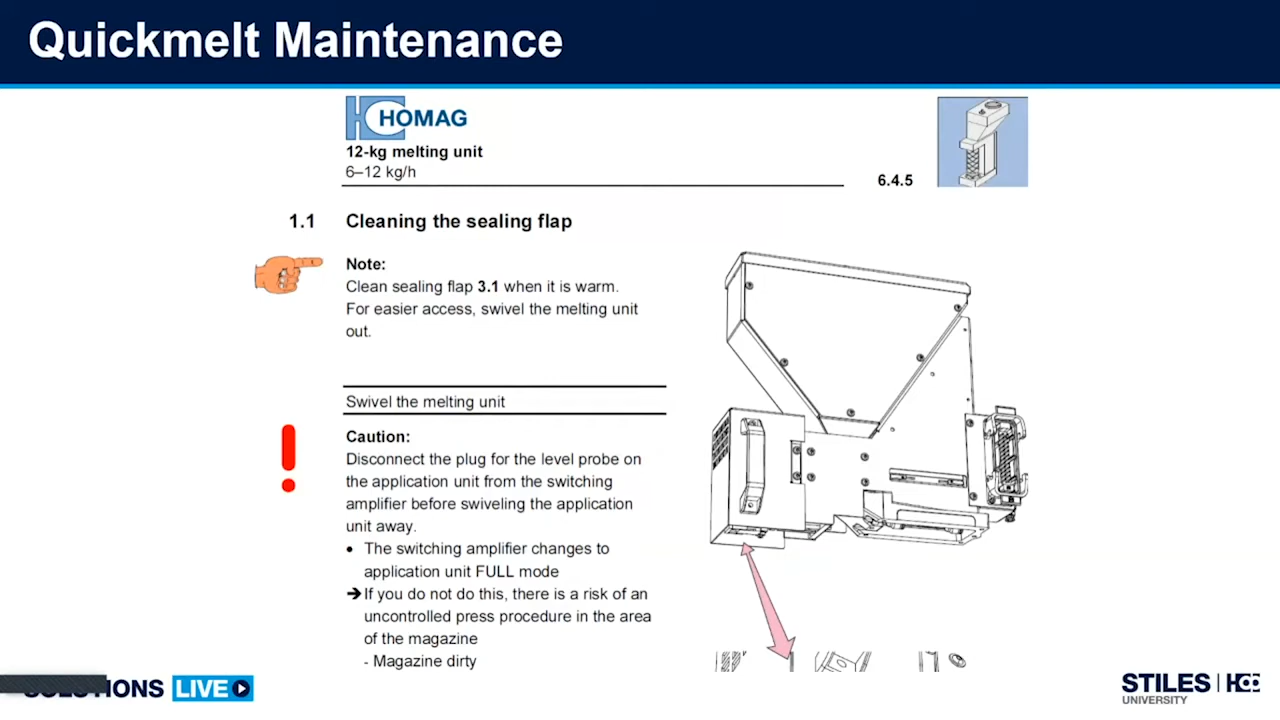 Quickmelt Maintenance
HOMAG
12-kg melting unit
6–12 kg/h
6.4.5
1.1 Cleaning the sealing flap
Note:
Clean sealing flap 3.1 when it is warm.
For easier access, swivel the melting unit
out.
Swivel the melting unit
Caution:
Disconnect the plug for the level probe on
the application unit from the switching
amplifier before swiveling the application
unit away.
• The switching amplifier changes to
application unit FULL mode
➔ If you do not do this, there is a risk of an
uncontrolled press procedure in the area
of the magazine
- Magazine dirty
SOLUTIONS LIVE
STILES
UNIVERSITY